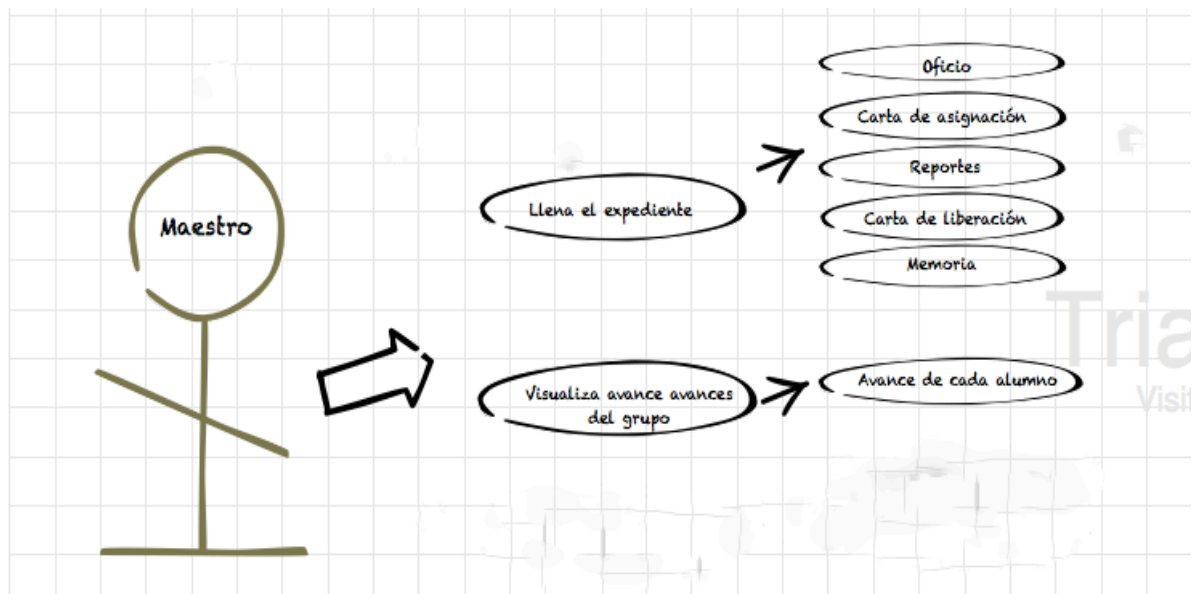 Maestro
Llena el expediente
Oficio
Carta de asignación
Reportes
Carta de liberación
Memoria
Visualiza avance avances
del grupo
Avance de cada alumno
Tria
Visit